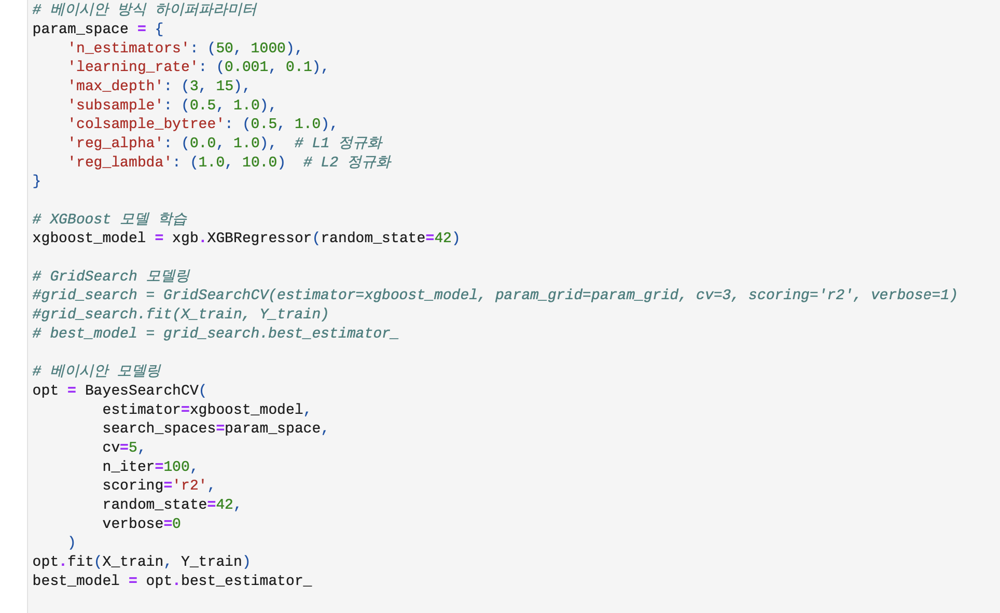 # 베이시안 방식 하이퍼파라미터
param_space = {
    'n_estimators': (50, 1000),
    'learning_rate': (0.001, 0.1),
    'max_depth': (3, 15),
    'subsample': (0.5, 1.0),
    'colsample_bytree': (0.5, 1.0),
    'reg_alpha': (0.0, 1.0),  # L1 정규화
    'reg_lambda': (1.0, 10.0)  # L2 정규화
}
# XGBoost 모델 학습
xgboost_model = xgb.XGBRegressor(random_state=42)
# GridSearch 모델링
#grid_search = GridSearchCV(estimator=xgboost_model, param_grid=param_grid, cv=3, scoring='r2', verbose=1)
#grid_search.fit(X_train, Y_train)
# best_model = grid_search.best_estimator_
# 베이시안 모델링
opt = BayesSearchCV(
        estimator=xgboost_model,
        search_spaces=param_space,
        cv=5,
        n_iter=100,
        scoring='r2',
        random_state=42,
        verbose=0
    )
opt.fit(X_train, Y_train)
best_model = opt.best_estimator_